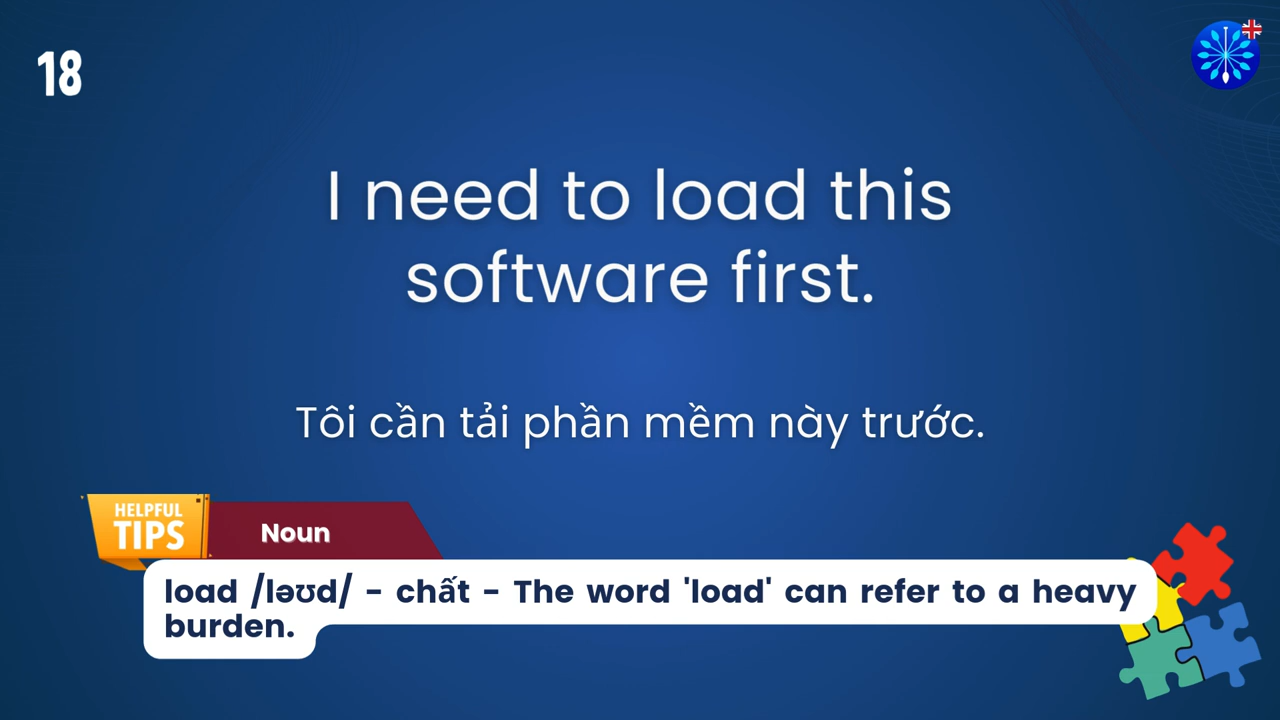 18
I need to load this
software first.
Tôi cần tải phần mềm này trước.
HELPFUL
TIPS
Noun
load /ləʊd/ - chất - The word 'load' can refer to a heavy
burden.